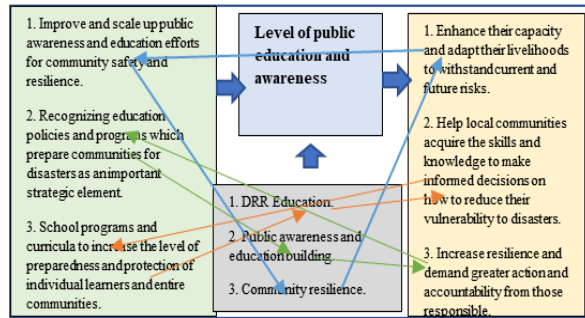 1. Improve and scale up public
awareness and education efforts
for community safety and
resilience.
2. Recognizing education
policies and programs which
prepare communities for
disasters as an important
strategic element.
3. School programs and
curricula to increase the level of
preparedness and protection of
individual learners and entire
communities.
Level of public
education and
awareness
1. DRR Education.
2. Public awareness and
education building.
3. Community resilience.
1. Enhance their capacity
and adapt their livelihoods
to withstand current and
future risks.
2. Help local communities
acquire the skills and
knowledge to make
informed decisions on
how to reduce their
vulnerability to disasters.
3. Increase resilience and
demand greater action and
accountability from those
responsible.